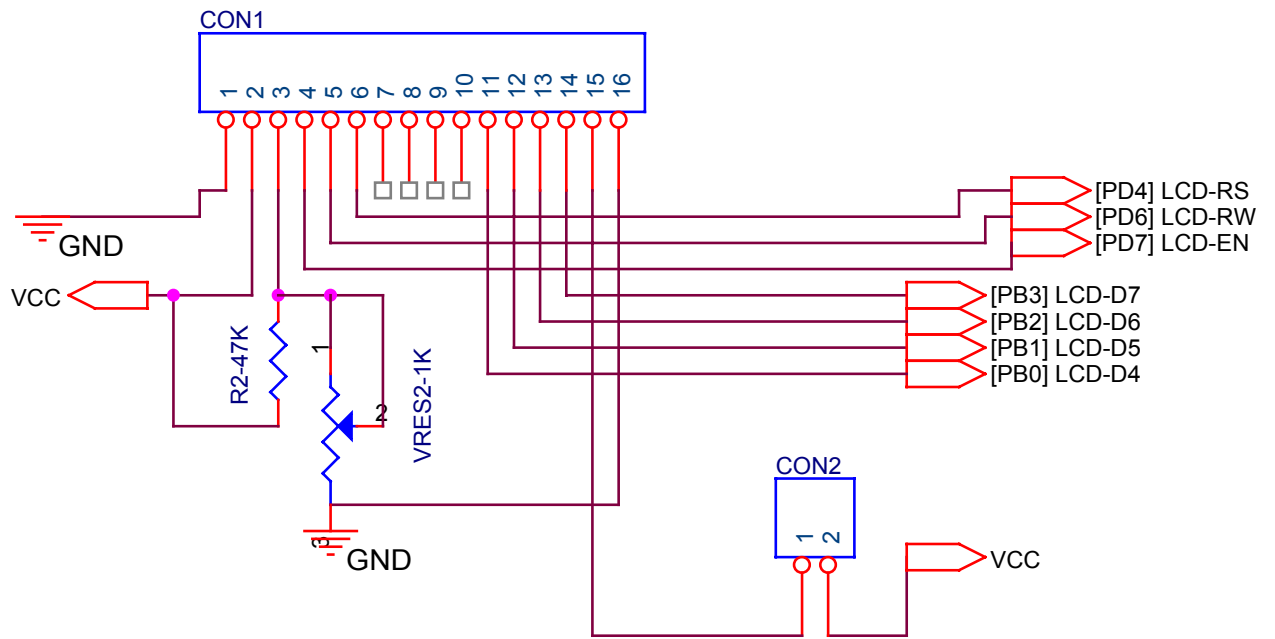 CON1
1 2 3 4 5 6 7 8 9 10 11 12 13 14 15 16
[PD4] LCD-RS
[PD6] LCD-RW
GND
[PD7] LCD-EN
VCC
[PB3] LCD-D7
[PB2] LCD-D6
[PB1] LCD-D5
[PB0] LCD-D4
R2-47K
1
2
VRES2-1K
3
GND
CON2
1 2
VCC